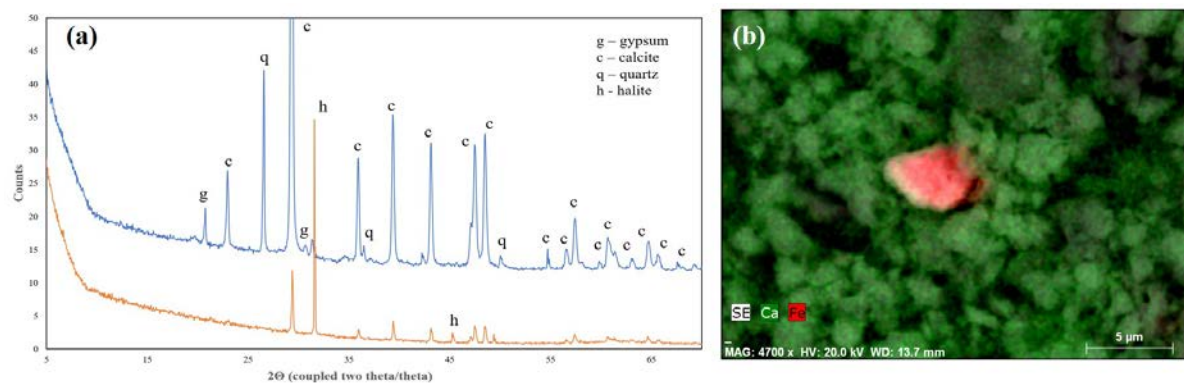 (a)
g – gypsum
c – calcite
q – quartz
h - halite
50
45
40
35
30
25
20
15
10
5
0
Counts
g
c
q
c
h
g
c
q
c
c
c
c
q
c
c
c
c
c
c
c
h
5
15
25
35
45
55
65
2Θ (coupled two theta/theta)
(b)
SE Ca Fe
MAG: 4700 x HV: 20.0 kV WD: 13.7 mm
5 µm